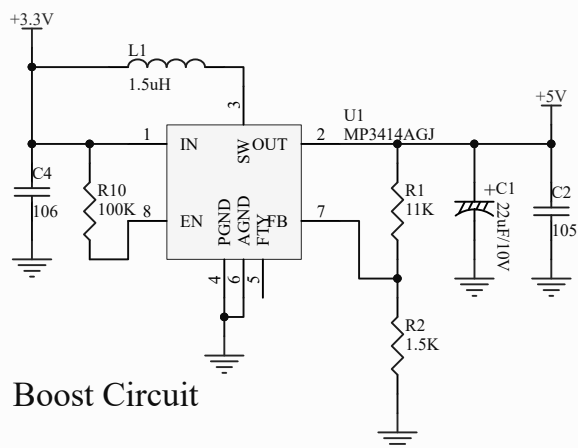 +3.3V
L1
1.5uH
3
+5V
U1
MP3414AGJ
1
IN
SW
OUT
2
C4
106
R10
100K
R1
11K
+C1
22uF/10V
C2
105
8
EN
PGND
AGND
FTY
FB
7
4
6
5
R2
1.5K
Boost Circuit